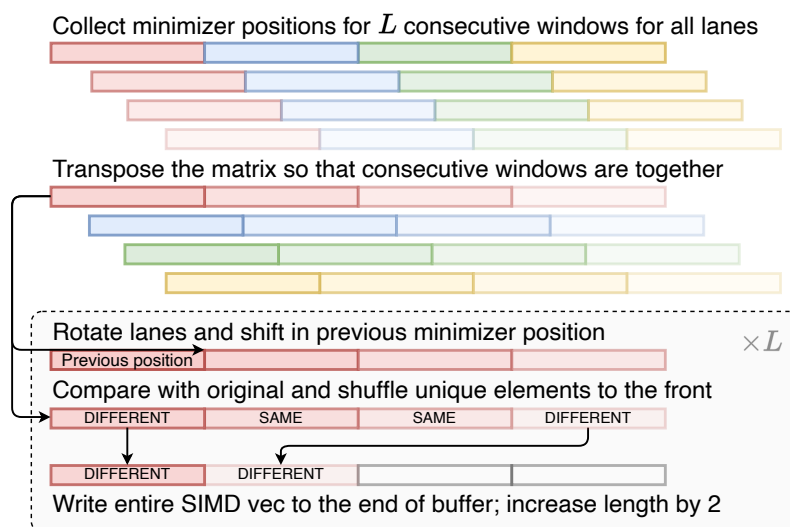 Collect minimizer positions for L consecutive windows for all lanes
Transpose the matrix so that consecutive windows are together
Rotate lanes and shift in previous minimizer position
×L
Previous position
Compare with original and shuffle unique elements to the front
DIFFERENT SAME SAME DIFFERENT
DIFFERENT DIFFERENT
Write entire SIMD vec to the end of buffer; increase length by 2